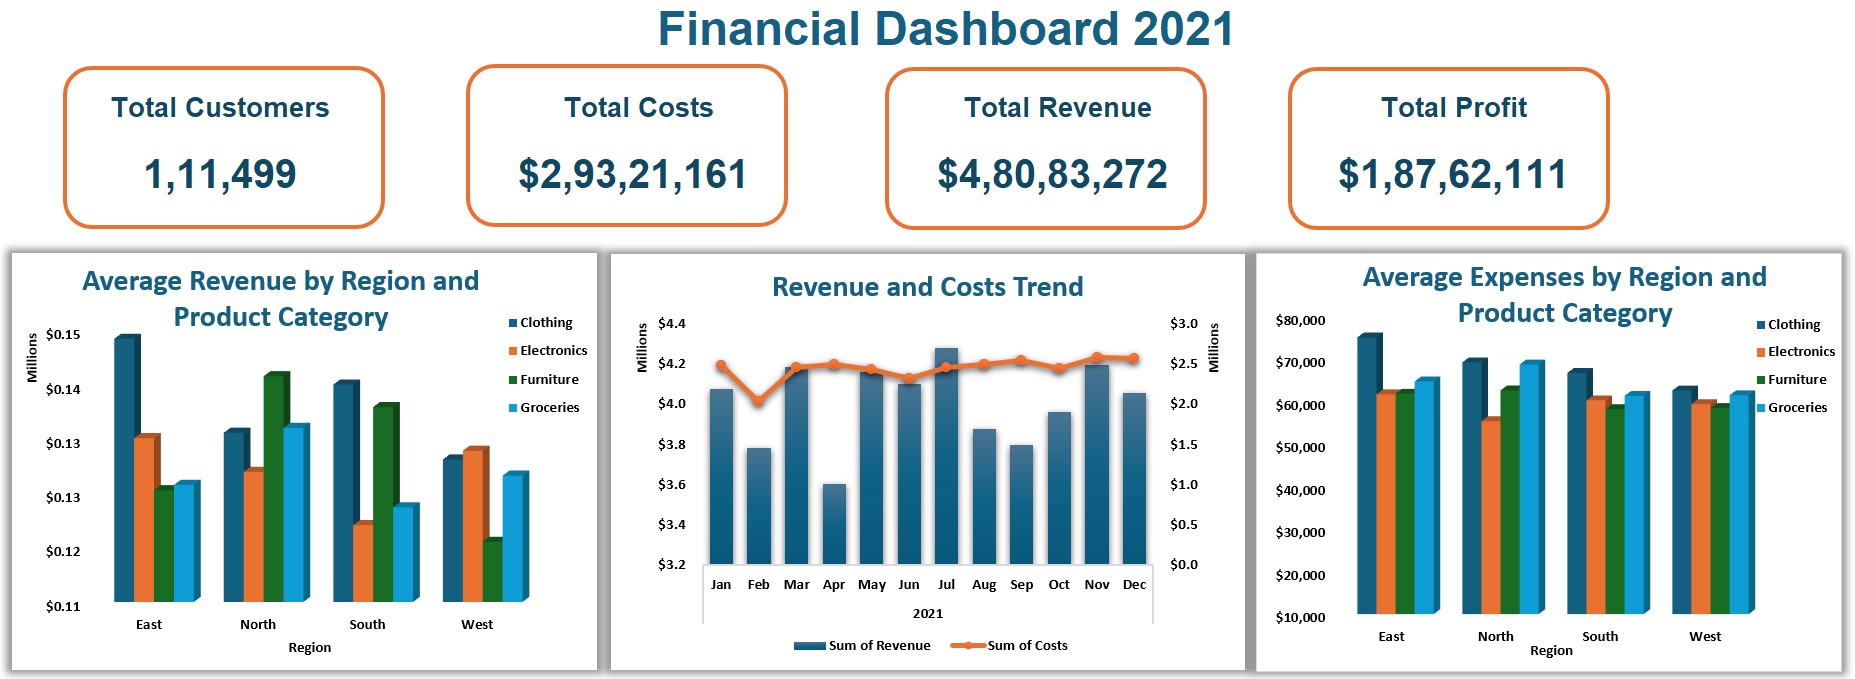 Financial Dashboard 2021
Total Customers
1,11,499
Total Costs
$2,93,21,161
Total Revenue
$4,80,83,272
Total Profit
$1,87,62,111
Average Revenue by Region and
Product Category
Millions
$0.15
$0.14
$0.13
$0.13
$0.12
$0.11
East
North
South
West
Region
Clothing
Electronics
Furniture
Groceries
Revenue and Costs Trend
Millions
$4.4
$4.2
$4.0
$3.8
$3.6
$3.4
$3.2
$3.0
$2.5
$2.0
$1.5
$1.0
$0.5
$0.0
Millions
Jan
Feb
Mar
Apr
May
Jun
Jul
Aug
Sep
Oct
Nov
Dec
2021
Sum of Revenue
Sum of Costs
Average Expenses by Region and
Product Category
$80,000
$70,000
$60,000
$50,000
$40,000
$30,000
$20,000
$10,000
East
North
South
West
Region
Clothing
Electronics
Furniture
Groceries